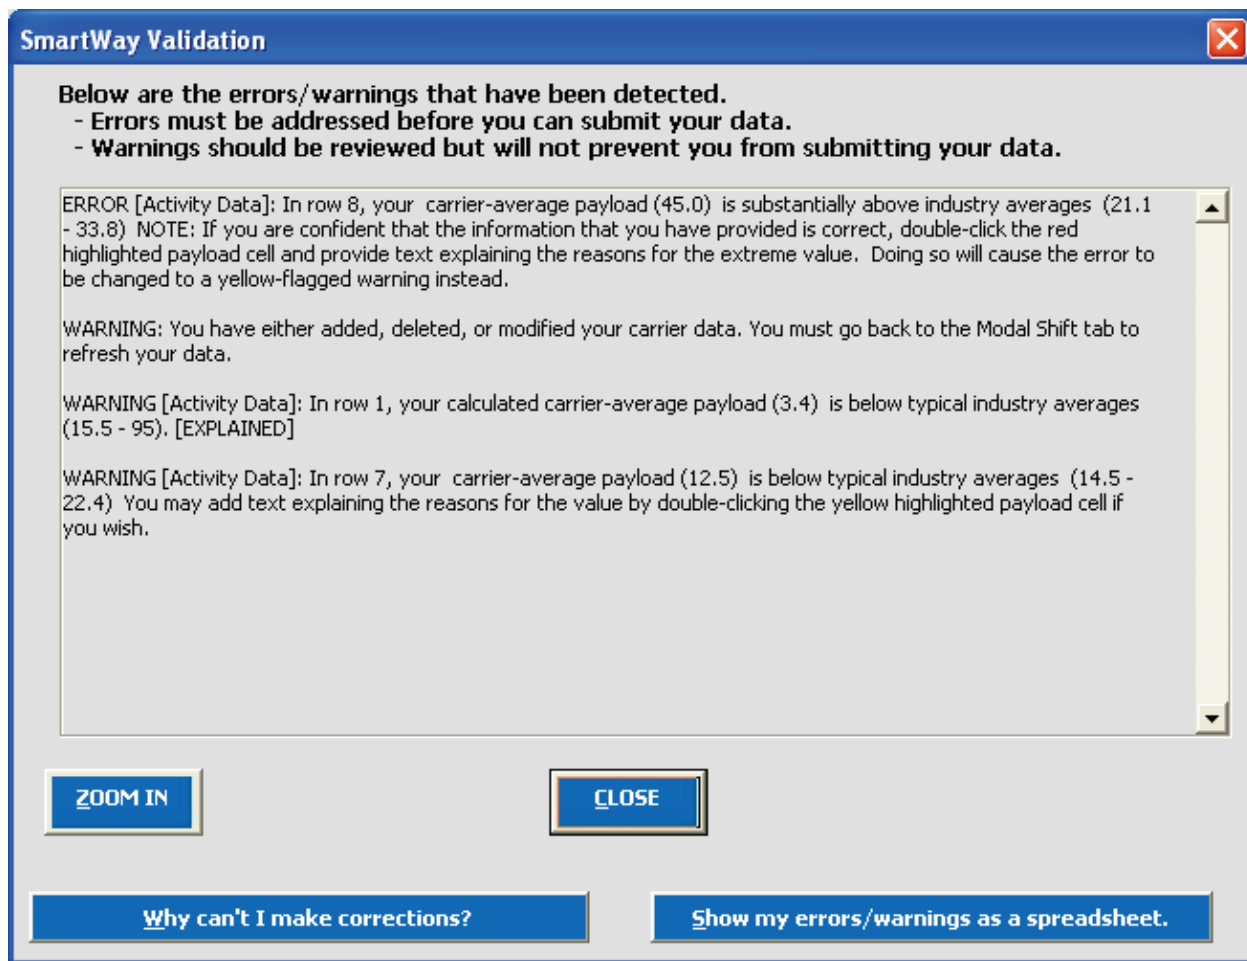 SmartWay Validation
Below are the errors/warnings that have been detected.
- Errors must be addressed before you can submit your data.
- Warnings should be reviewed but will not prevent you from submitting your data.
ERROR [Activity Data]: In row 8, your  carrier-average payload (45.0)  is substantially above industry averages  (21.1
- 33.8)  NOTE: If you are confident that the information that you have provided is correct, double-click the red
highlighted payload cell and provide text explaining the reasons for the extreme value.  Doing so will cause the error to
be changed to a yellow-flagged warning instead.
WARNING: You have either added, deleted, or modified your carrier data. You must go back to the Modal Shift tab to
refresh your data.
WARNING [Activity Data]: In row 1, your calculated carrier-average payload (3.4)  is below typical industry averages
(15.5 - 95). [EXPLAINED]
WARNING [Activity Data]: In row 7, your  carrier-average payload (12.5)  is below typical industry averages  (14.5 -
22.4)  You may add text explaining the reasons for the value by double-clicking the yellow highlighted payload cell if
you wish.
ZOOM IN
CLOSE
Why can't I make corrections?
Show my errors/warnings as a spreadsheet.